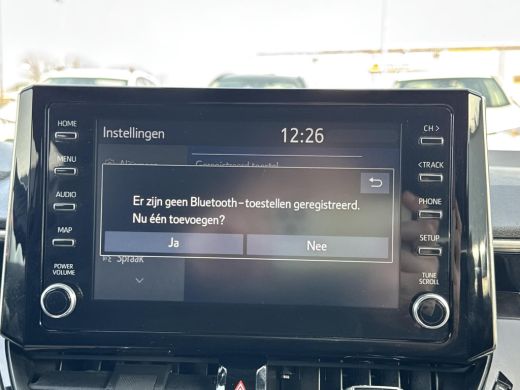 HOME
MENU
AUDIO
MAP
POWER
VOLUME
Instellingen
12:26
Er zijn geen Bluetooth-toestellen geregistreerd.
Nu één toevoegen?
Ja
Nee
Spraak
CH >
< TRACK
PHONE
SETUP
TUNE
SCROLL